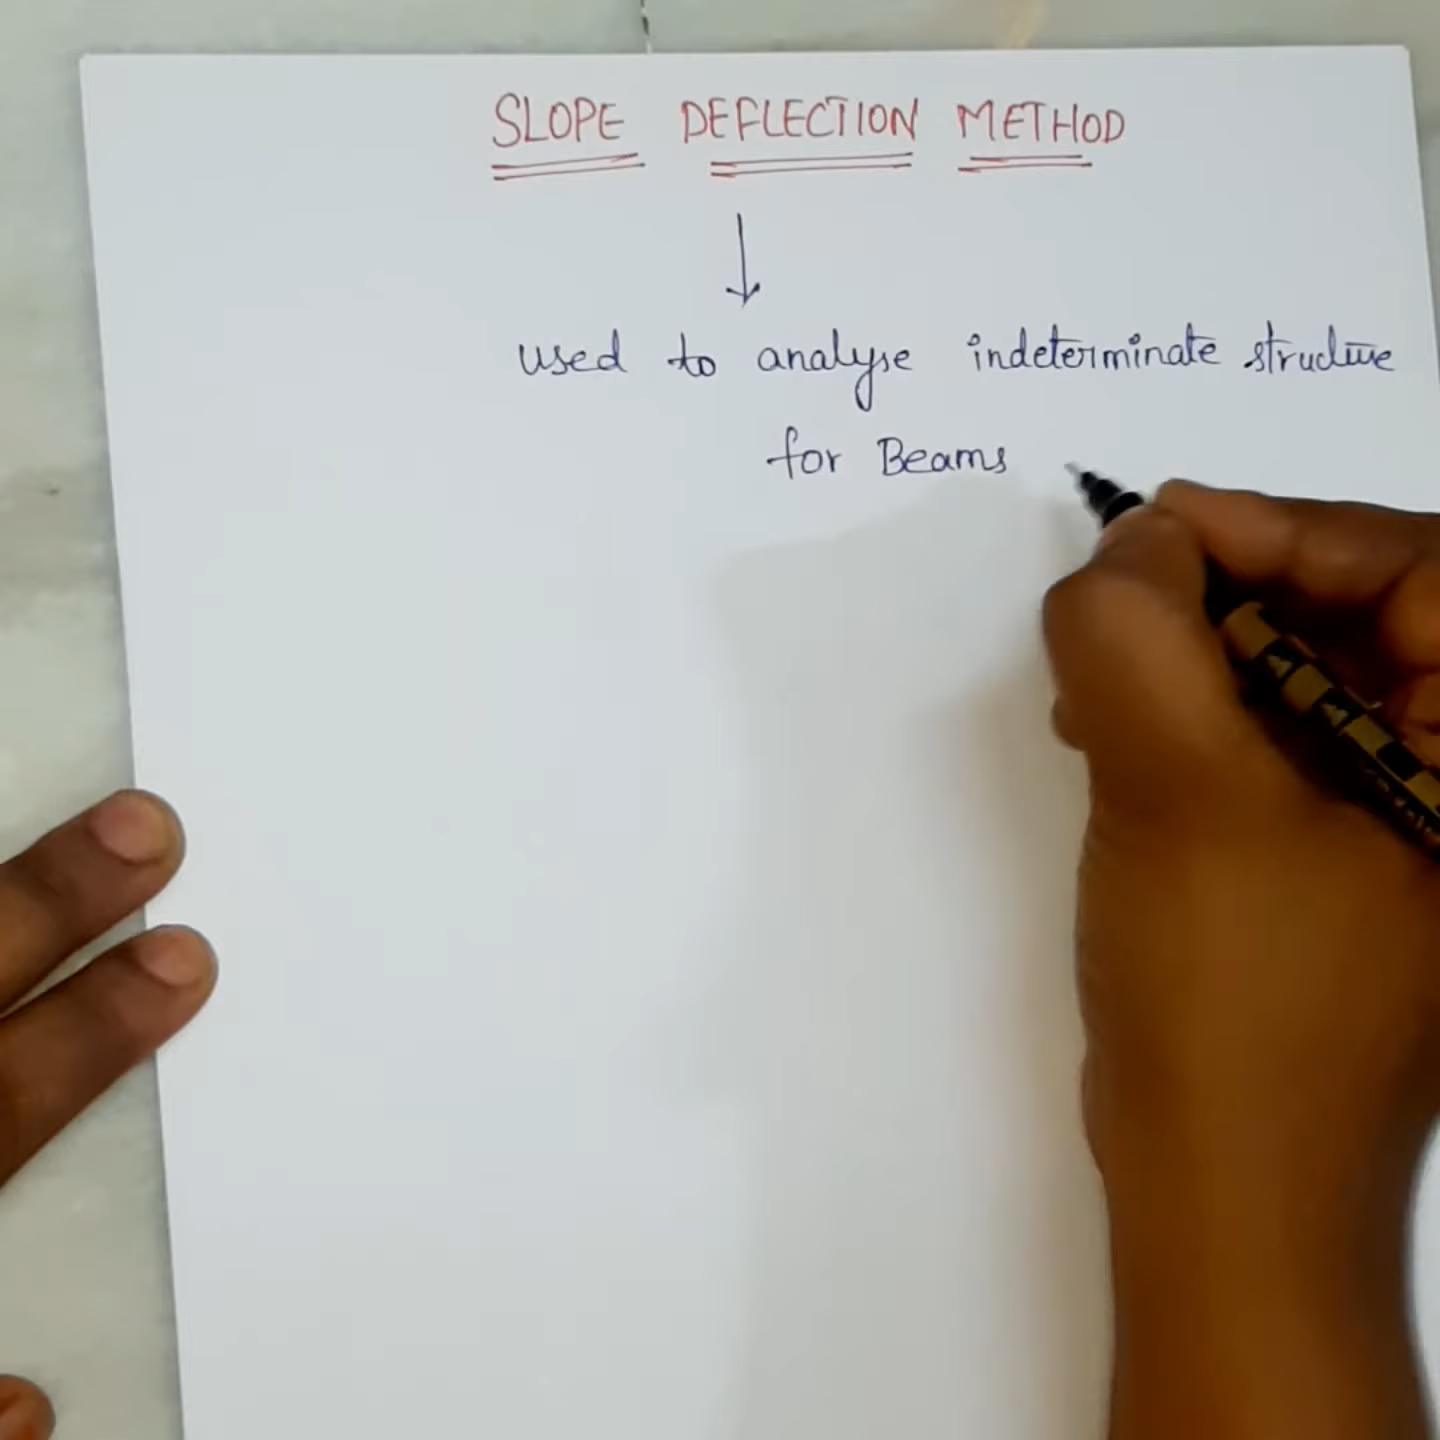 SLOPE DEFLECTION METHOD
used to analyse indeterminate structure
for Beams